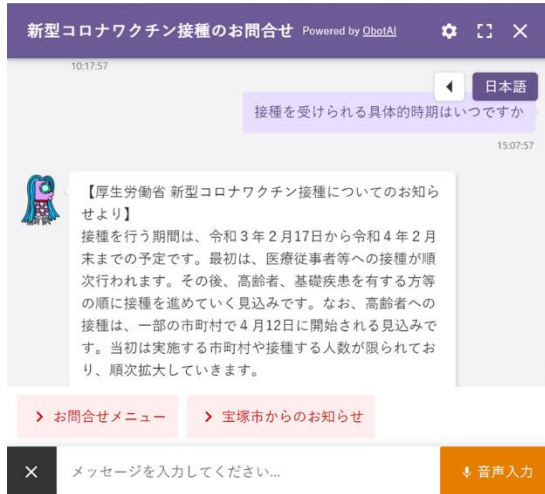 新型コロナワクチン接種のお問合せ Powered by ObotAI
10:17:57
日本語
接種を受けられる具体的時期はいつですか
15:07:57
【厚生労働省 新型コロナワクチン接種についてのお知ら
せより】
接種を行う期間は、令和3年2月17日から令和4年2月
末までの予定です。最初は、医療従事者等への接種が順
次行われます。その後、高齢者、基礎疾患を有する方等
の順に接種を進めていく見込みです。なお、高齢者への
接種は、一部の市町村で4月12日に開始される見込みで
す。当初は実施する市町村や接種する人数が限られてお
り、順次拡大していきます。
お問合せメニュー
宝塚市からのお知らせ
メッセージを入力してください...
音声入力